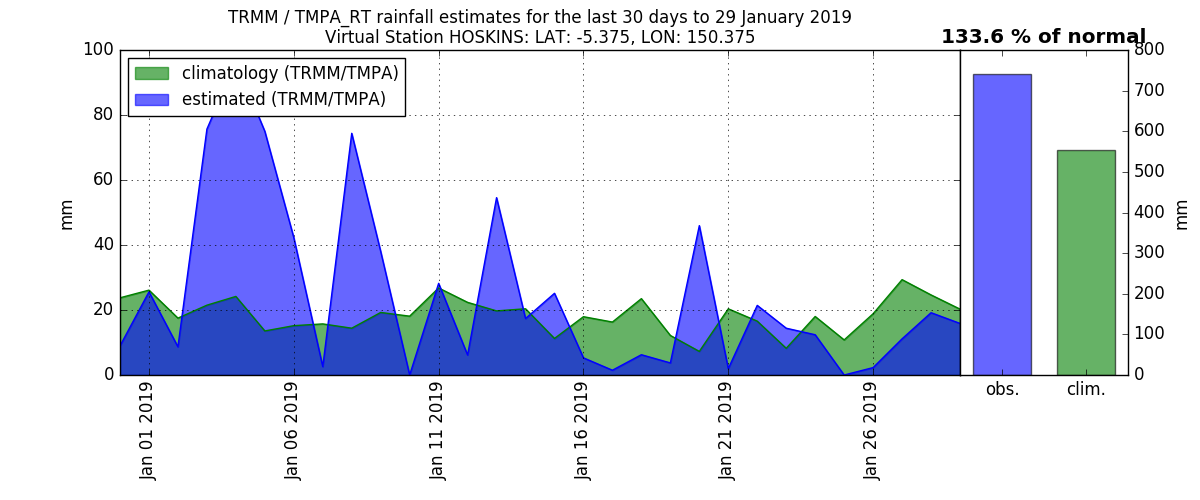 TRMM / TMPA_RT rainfall estimates for the last 30 days to 29 January 2019
Virtual Station HOSKINS: LAT: -5.375, LON: 150.375
133.6 % of normal
climatology (TRMM/TMPA)
estimated (TRMM/TMPA)
mm
100
80
60
40
20
0
Jan 01 2019
Jan 06 2019
Jan 11 2019
Jan 16 2019
Jan 21 2019
Jan 26 2019
obs.
clim.
800
700
600
500
400
300
200
100
0
mm